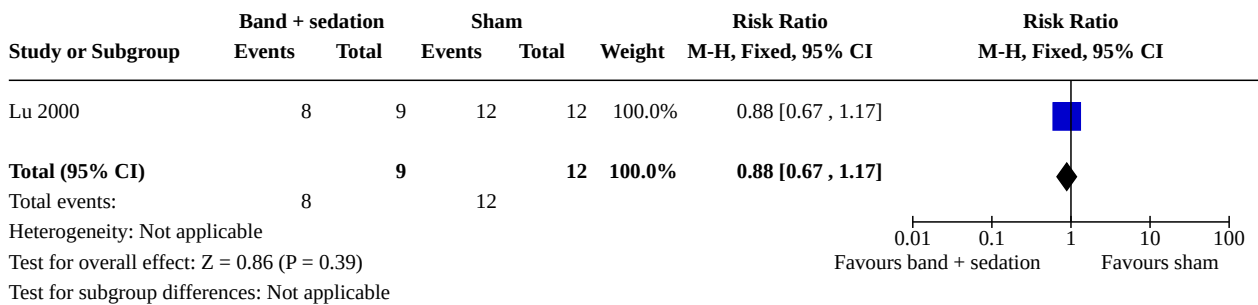 Band + sedation Sham Risk Ratio Risk Ratio
Study or Subgroup Events Total Events Total Weight M-H, Fixed, 95% CI M-H, Fixed, 95% CI
Lu 2000 8 9 12 12 100.0% 0.88 [0.67 , 1.17]
Total (95% CI) 9 12 100.0% 0.88 [0.67 , 1.17]
Total events: 8 12
Heterogeneity: Not applicable 0.01 0.1 1 10 100
Test for overall effect: Z = 0.86 (P = 0.39) Favours band + sedation Favours sham
Test for subgroup differences: Not applicable